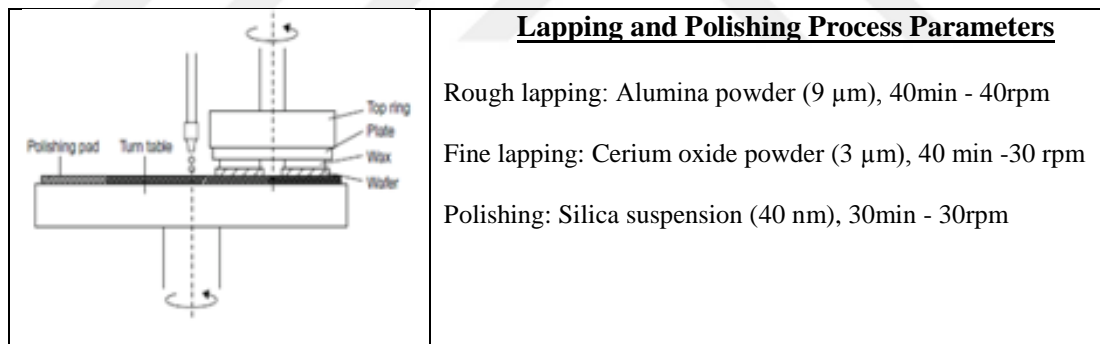 Top ring
Plate
Wax
Polishing pad
Turn table
Wafer
Lapping and Polishing Process Parameters
Rough lapping: Alumina powder (9 µm), 40min - 40rpm
Fine lapping: Cerium oxide powder (3 µm), 40 min -30 rpm
Polishing: Silica suspension (40 nm), 30min - 30rpm